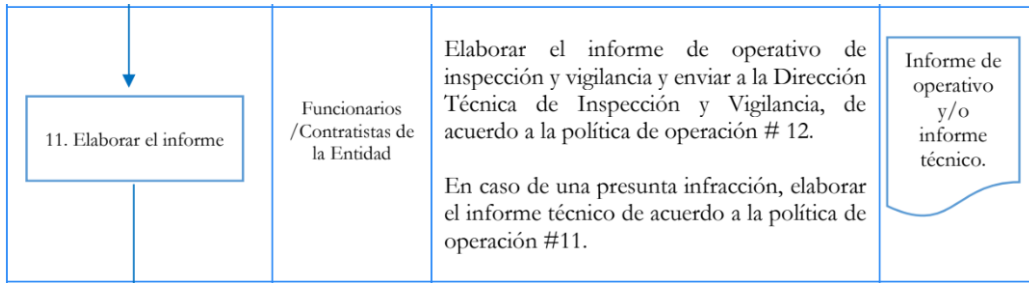 11. Elaborar el informe
Funcionarios
/Contratistas de
la Entidad
Elaborar el informe de operativo de
inspección y vigilancia y enviar a la Dirección
Técnica de Inspección y Vigilancia, de
acuerdo a la política de operación # 12.
En caso de una presunta infracción, elaborar
el informe técnico de acuerdo a la política de
operación #11.
Informe de
operativo
y/o
informe
técnico.